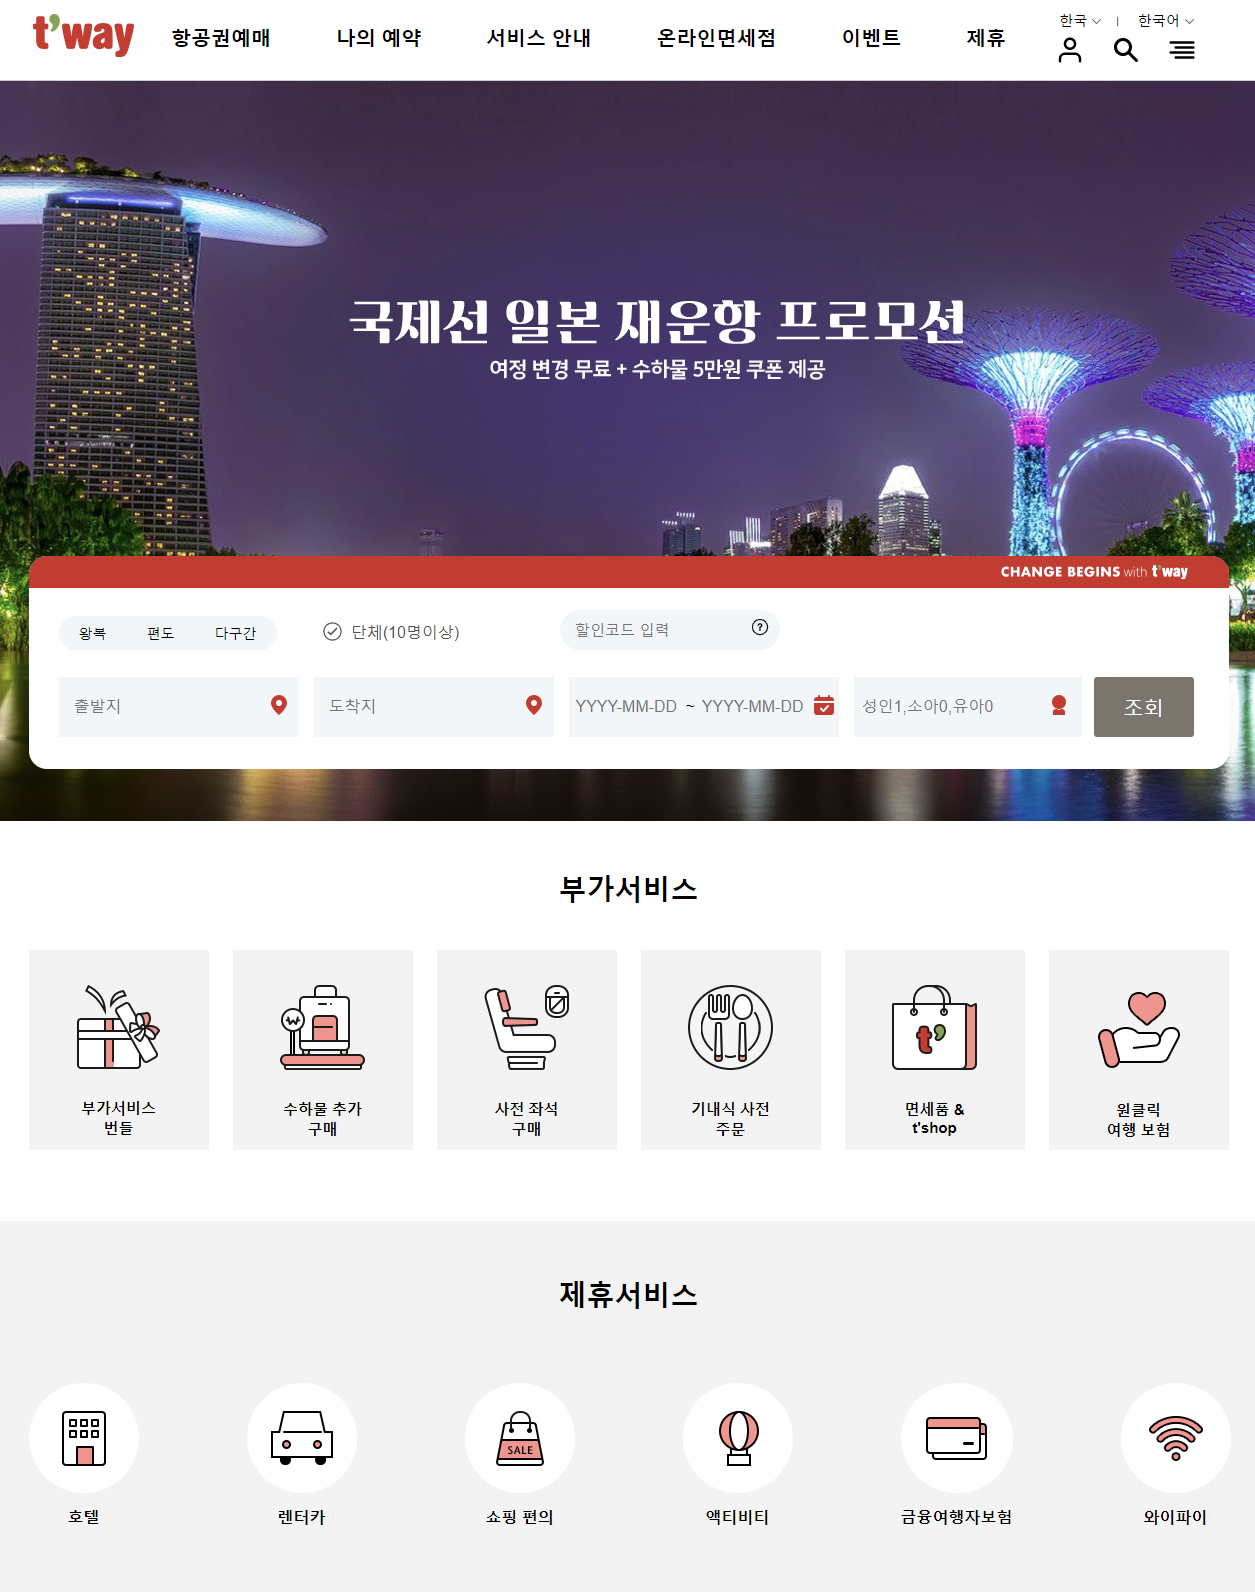 t'way
항공권예매
나의 예약
서비스 안내
온라인면세점
이벤트
제휴
한국
한국어
국제선 일본 재운항 프로모션
여정 변경 무료 + 수하물 5만원 쿠폰 제공
CHANGE BEGINS with t'way
왕복
편도
다구간
단체(10명이상)
할인코드 입력
?
출발지
도착지
YYYY-MM-DD ~ YYYY-MM-DD
성인1,소아0,유아0
조회
부가서비스
W
t'
부가서비스
번들
수하물 추가
구매
사전 좌석
구매
기내식 사전
주문
면세품 &
t'shop
원클릭
여행 보험
제휴서비스
SALE
호텔
렌터카
쇼핑 편의
액티비티
금융여행자보험
와이파이